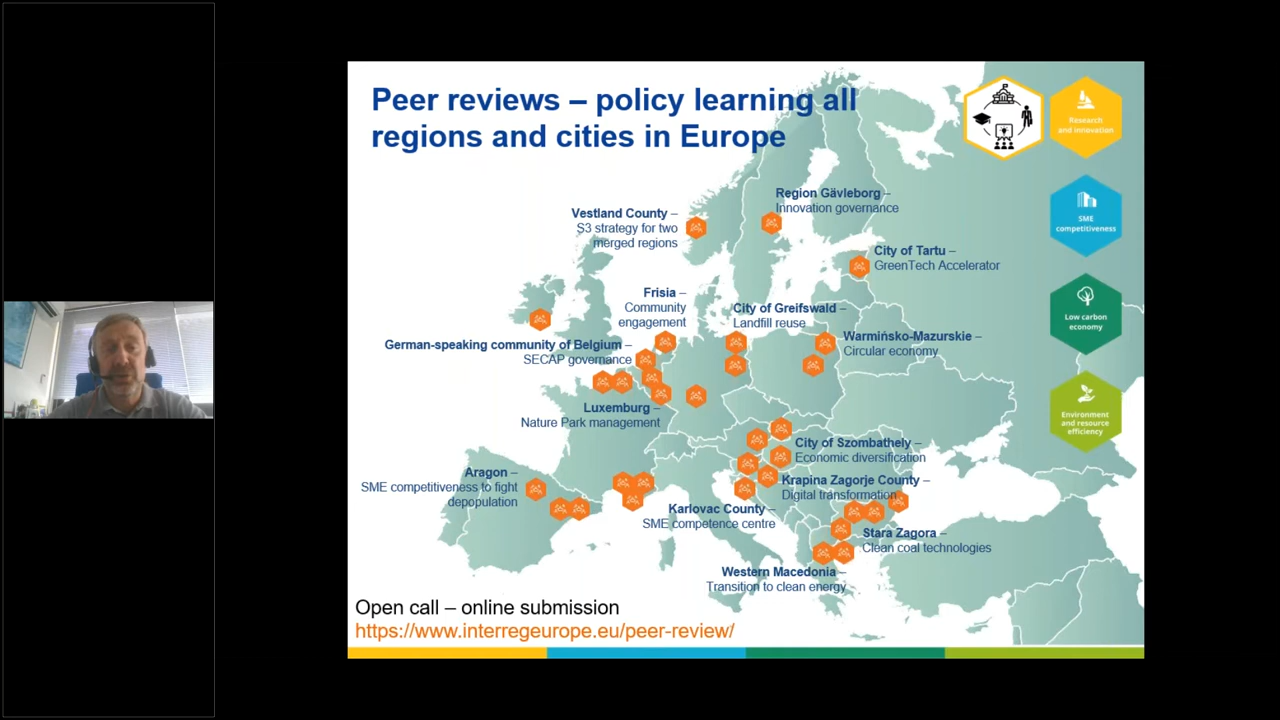 Peer reviews – policy learning all
regions and cities in Europe
Research
and innovation
SME
competitiveness
Low carbon
economy
Environment
and resource
efficiency
Region Gävleborg –
Innovation governance
Vestland County –
S3 strategy for two
merged regions
City of Tartu –
GreenTech Accelerator
Frisia –
Community
engagement
City of Greifswald –
Landfill reuse
Warmińsko-Mazurskie –
Circular economy
German-speaking community of Belgium –
SECAP governance
Luxemburg –
Nature Park management
City of Szombathely –
Economic diversification
Aragon –
SME competitiveness to fight
depopulation
Krapina Zagorje County –
Digital transformation
Karlovac County –
SME competence centre
Stara Zagora –
Clean coal technologies
Western Macedonia –
Transition to clean energy
Open call – online submission
https://www.interregeurope.eu/peer-review/